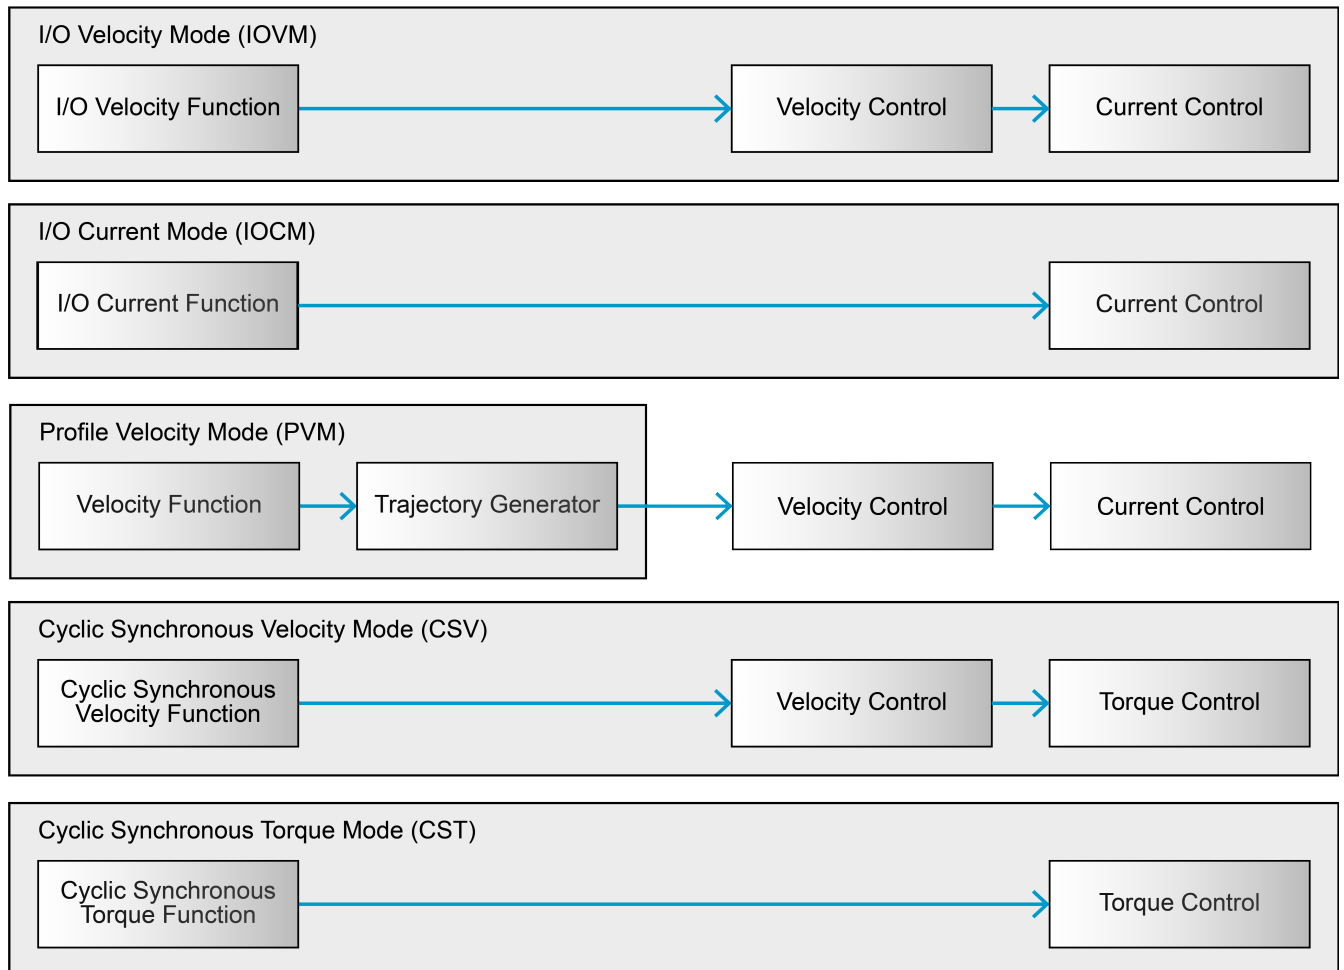 I/O Velocity Mode (IOVM)
I/O Velocity Function
Velocity Control
Current Control
I/O Current Mode (IOCM)
I/O Current Function
Current Control
Profile Velocity Mode (PVM)
Velocity Function
Trajectory Generator
Velocity Control
Current Control
Cyclic Synchronous Velocity Mode (CSV)
Cyclic Synchronous
Velocity Function
Velocity Control
Torque Control
Cyclic Synchronous Torque Mode (CST)
Cyclic Synchronous
Torque Function
Torque Control